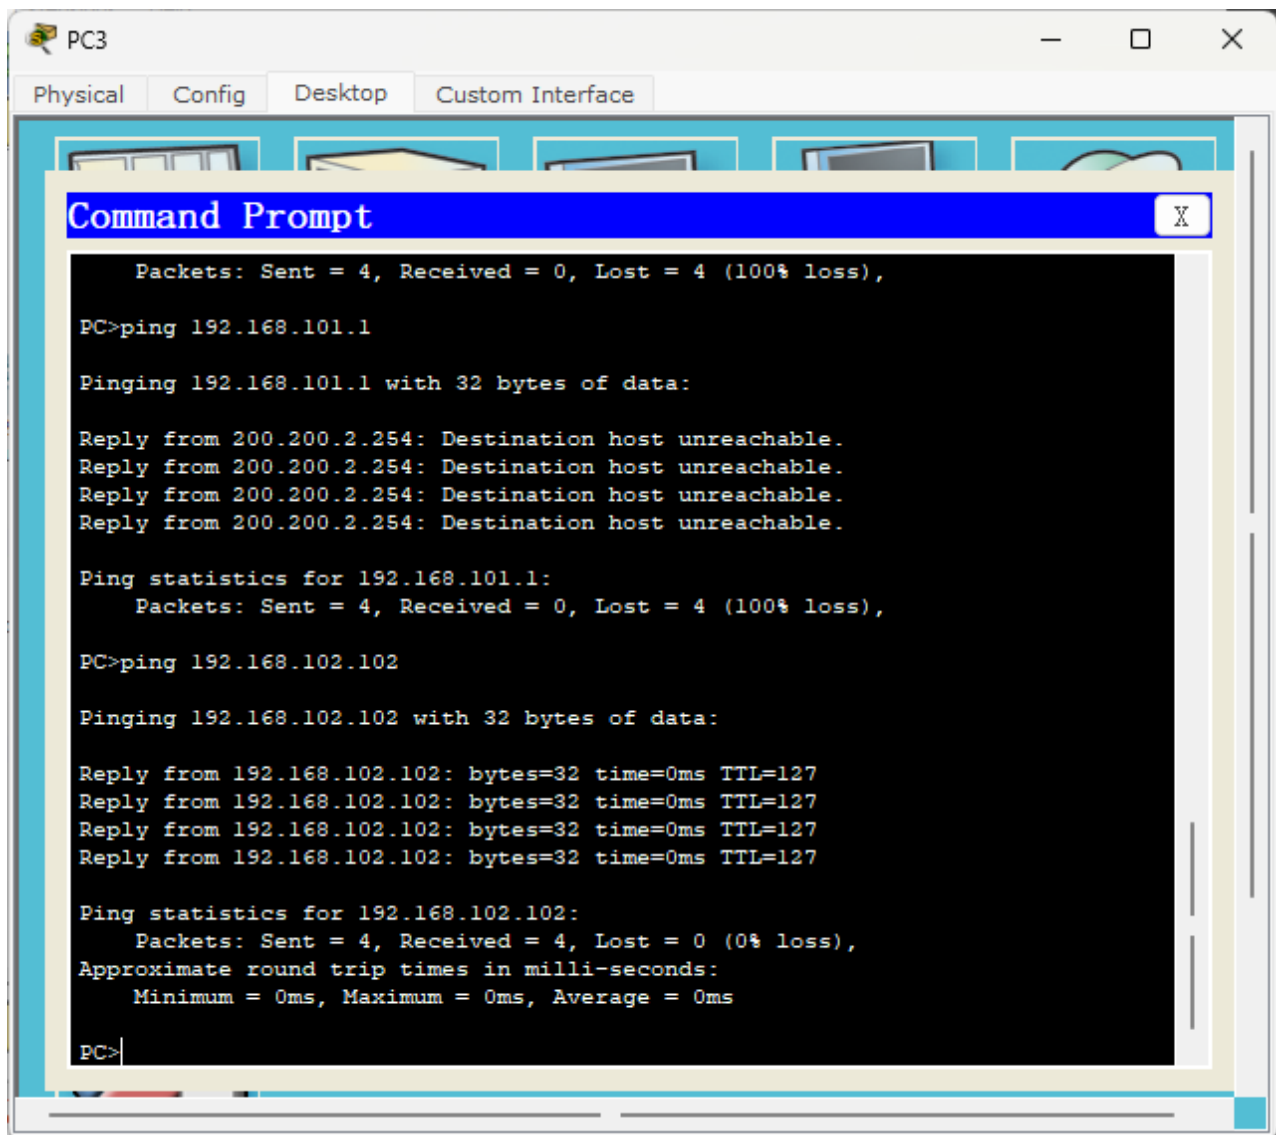 PC3
Physical Config Desktop Custom Interface
Command Prompt
X
Packets: Sent = 4, Received = 0, Lost = 4 (100% loss),
PC>ping 192.168.101.1
Pinging 192.168.101.1 with 32 bytes of data:
Reply from 200.200.2.254: Destination host unreachable.
Reply from 200.200.2.254: Destination host unreachable.
Reply from 200.200.2.254: Destination host unreachable.
Reply from 200.200.2.254: Destination host unreachable.
Ping statistics for 192.168.101.1:
Packets: Sent = 4, Received = 0, Lost = 4 (100% loss),
PC>ping 192.168.102.102
Pinging 192.168.102.102 with 32 bytes of data:
Reply from 192.168.102.102: bytes=32 time=0ms TTL=127
Reply from 192.168.102.102: bytes=32 time=0ms TTL=127
Reply from 192.168.102.102: bytes=32 time=0ms TTL=127
Reply from 192.168.102.102: bytes=32 time=0ms TTL=127
Ping statistics for 192.168.102.102:
Packets: Sent = 4, Received = 4, Lost = 0 (0% loss),
Approximate round trip times in milli-seconds:
Minimum = 0ms, Maximum = 0ms, Average = 0ms
PC>